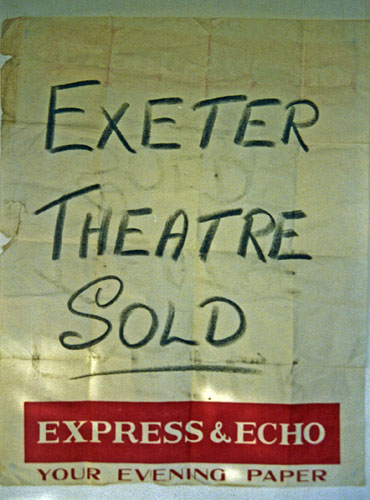 EXETER
THEATRE
SOLD
EXPRESS & ECHO
YOUR EVENING PAPER